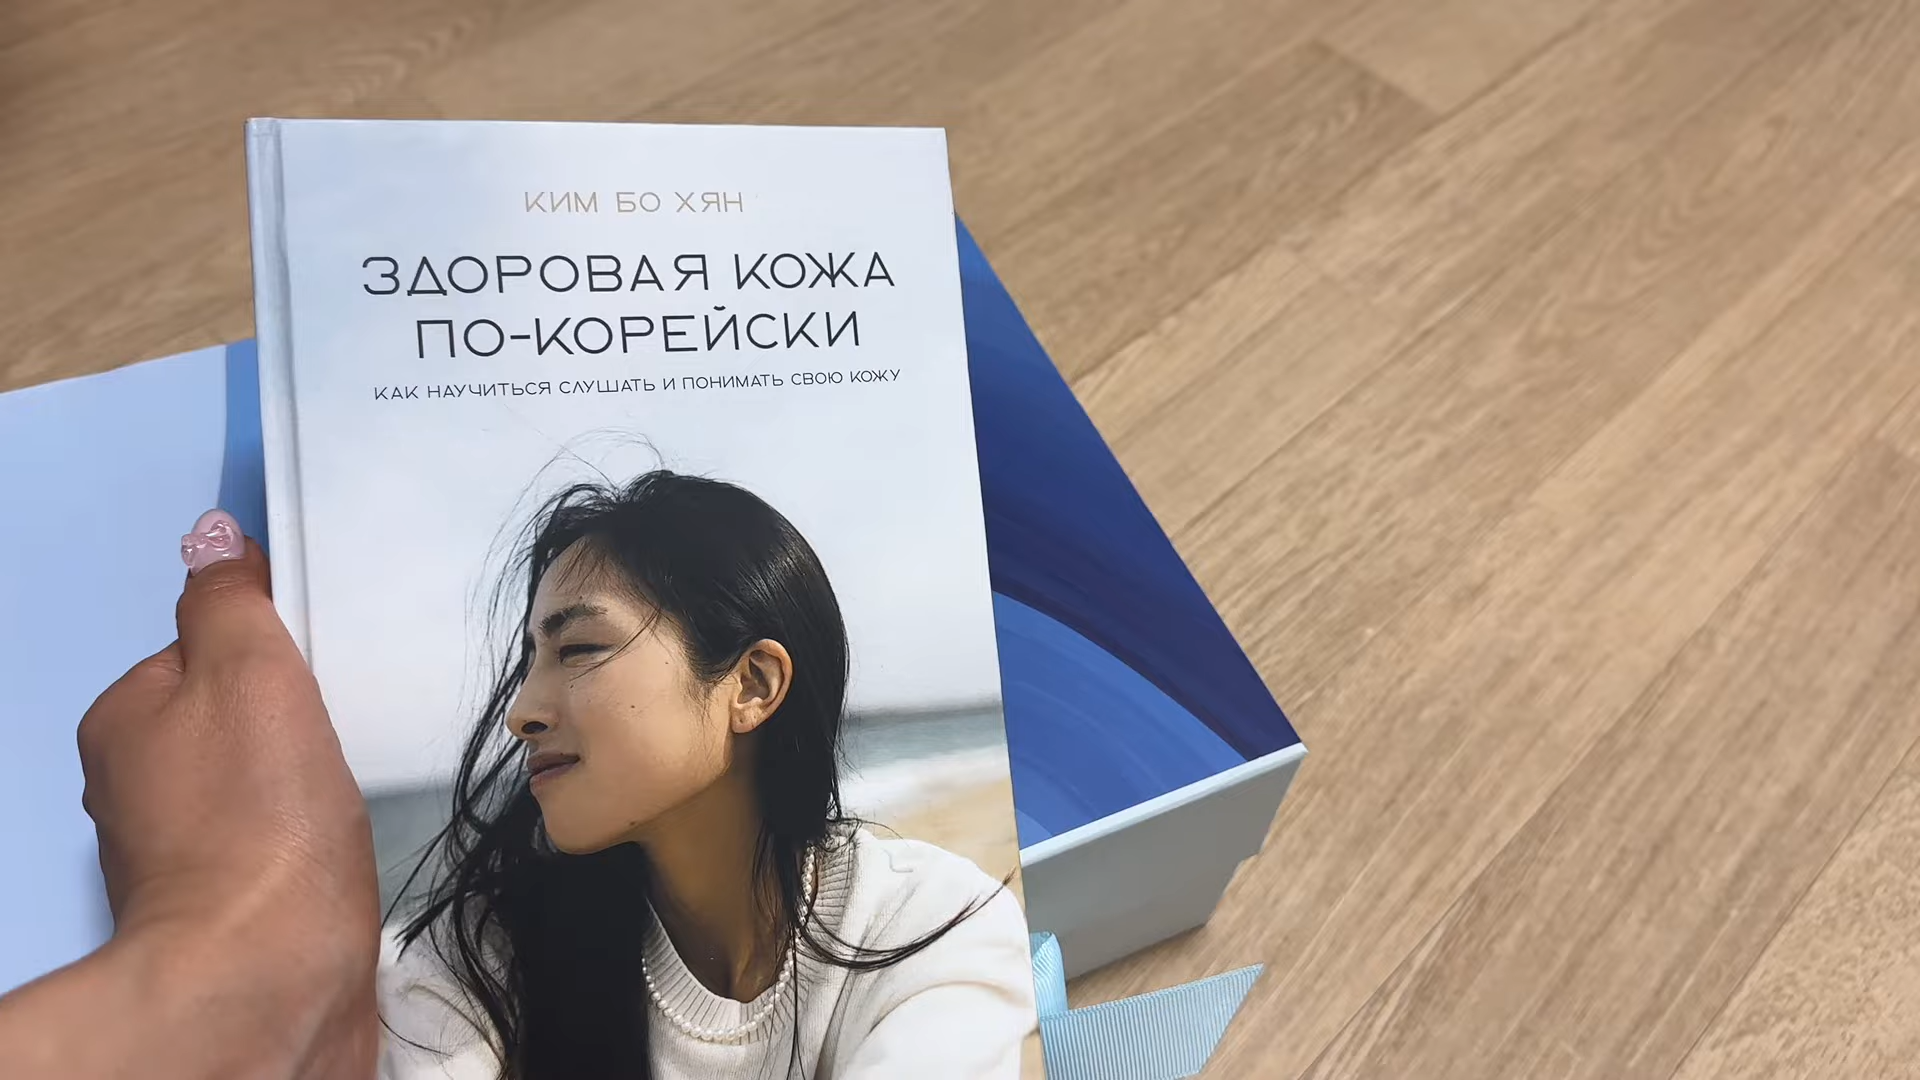 КИМ БО ХЯН
ЗДОРОВАЯ КОЖА
ПО-КОРЕЙСКИ
КАК НАУЧИТЬСЯ СЛУШАТЬ И ПОНИМАТЬ СВОЮ КОЖУ